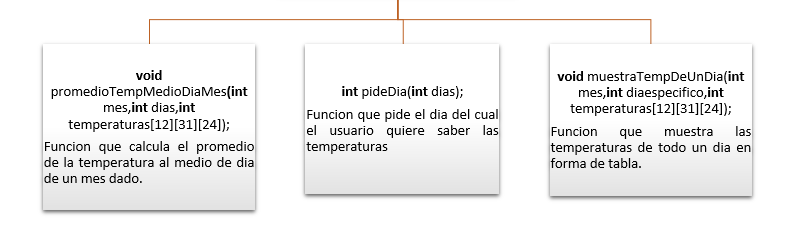 void
promedioTempMedioDiaMes(int
mes,int dias,int
temperaturas[12][31][24]);
Funcion que calcula el promedio
de la temperatura al medio de dia
de un mes dado.
int pideDia(int dias);
Funcion que pide el dia del cual
el usuario quiere saber las
temperaturas
void muestraTempDeUnDia(int
mes,int diaespecifico,int
temperaturas[12][31][24]);
Funcion que muestra las
temperaturas de todo un dia en
forma de tabla.